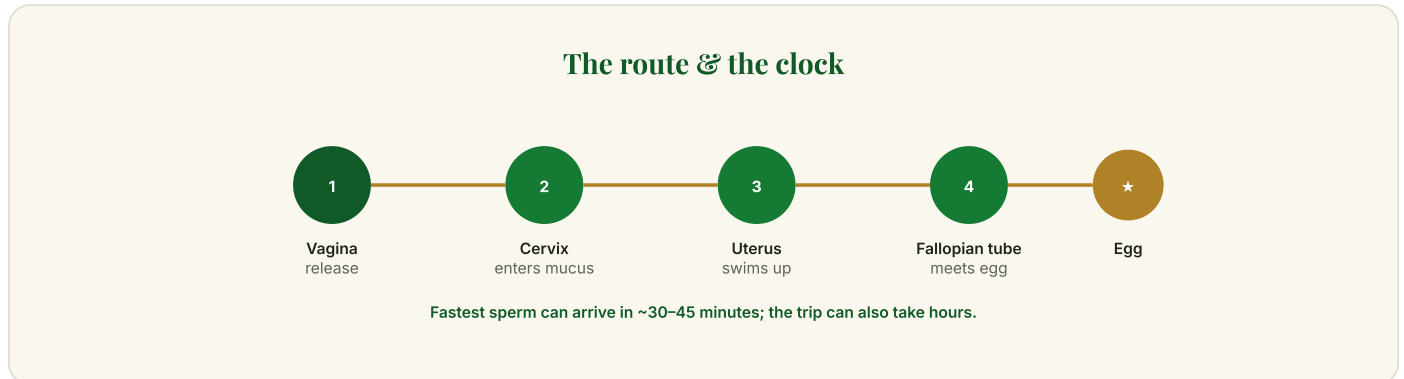 The route & the clock
1
2
3
4
★
Vagina
release
Cervix
enters mucus
Uterus
swims up
Fallopian tube
meets egg
Egg
Fastest sperm can arrive in ~30–45 minutes; the trip can also take hours.